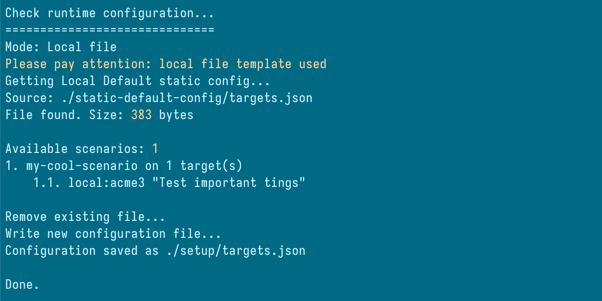 Check runtime configuration...
==============================
Mode: Local file
Please pay attention: local file template used
Getting Local Default static config...
Source: ./static-default-config/targets.json
File found. Size: 383 bytes
Available scenarios: 1
1. my-cool-scenario on 1 target(s)
1.1. local:acme3 "Test important tings"
Remove existing file...
Write new configuration file...
Configuration saved as ./setup/targets.json
Done.